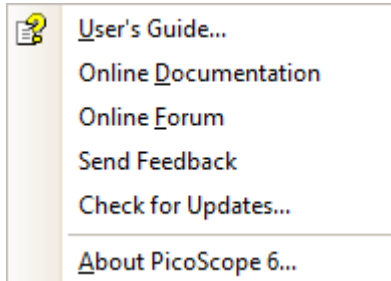 User's Guide...
Online Documentation
Online Forum
Send Feedback
Check for Updates...
About PicoScope 6...